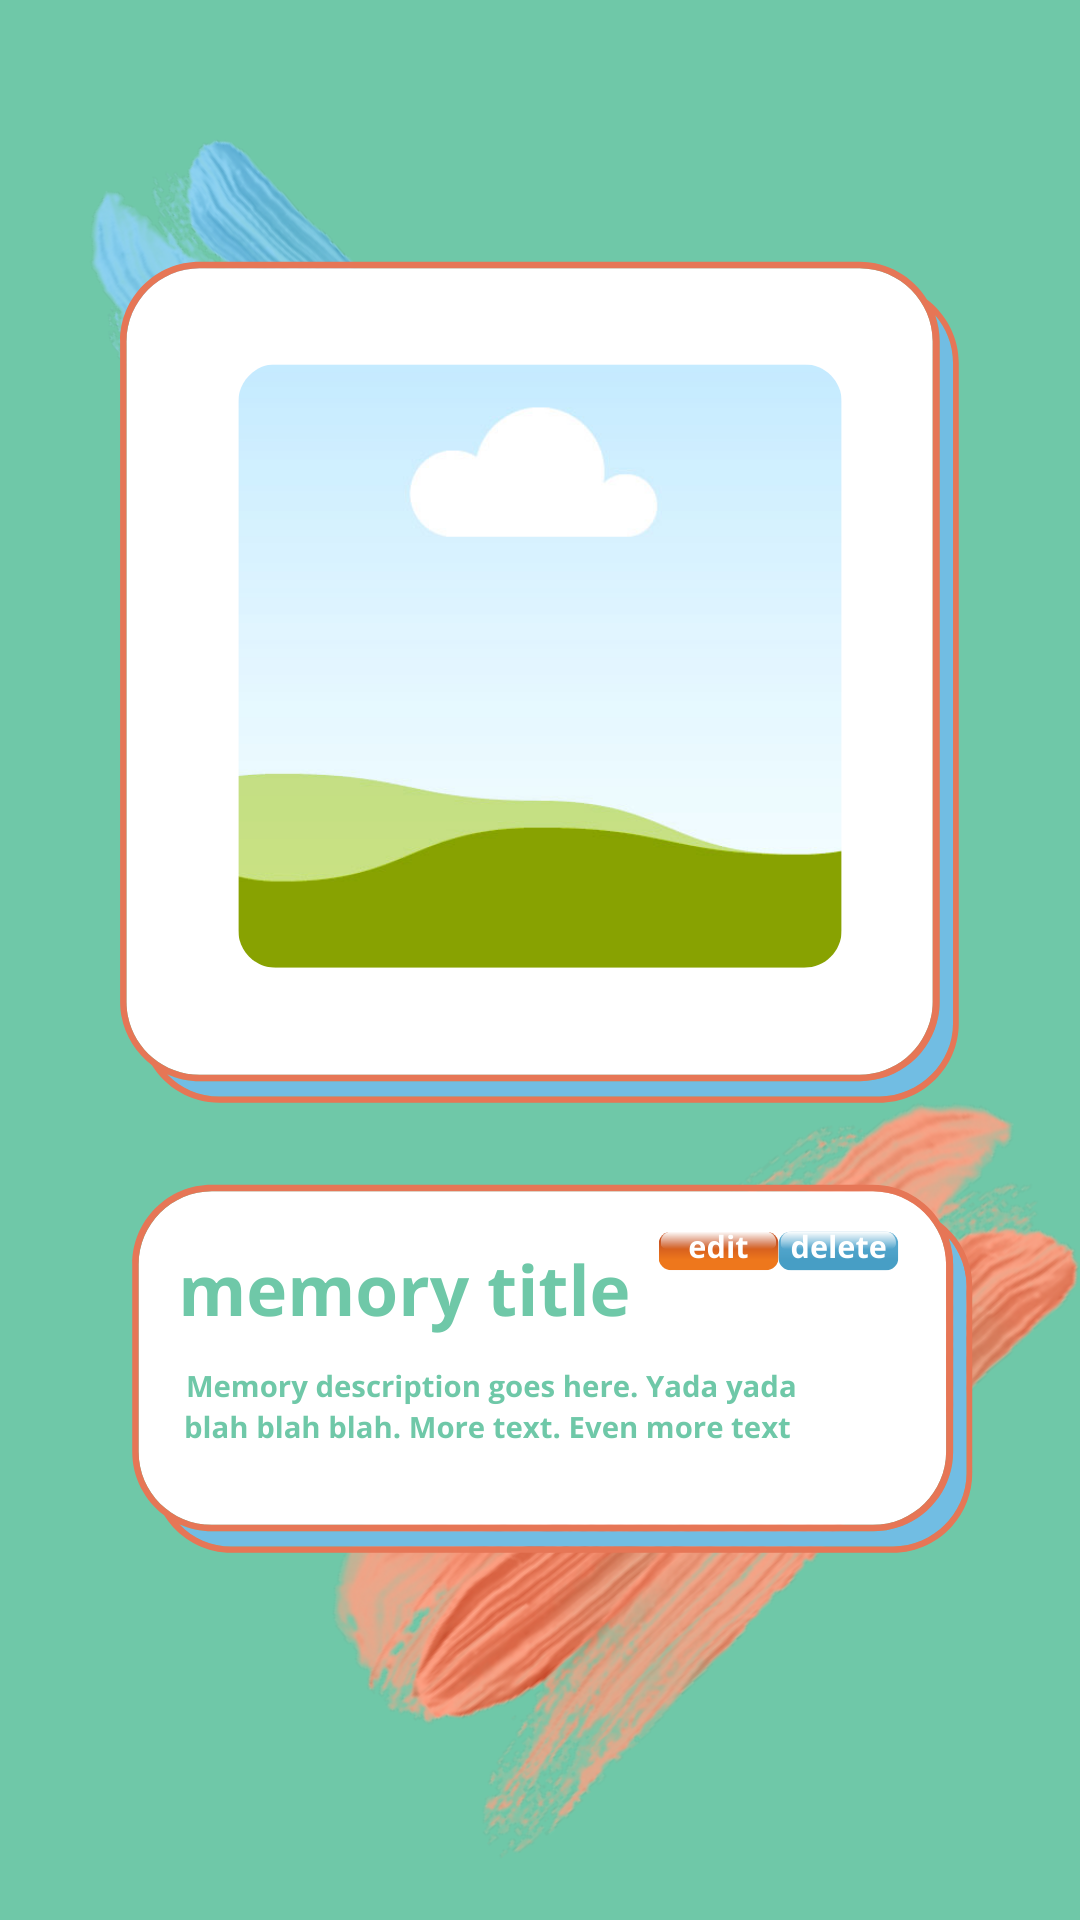 edit delete
memory title
Memory description goes here. Yada yada
blah blah blah. More text. Even more text